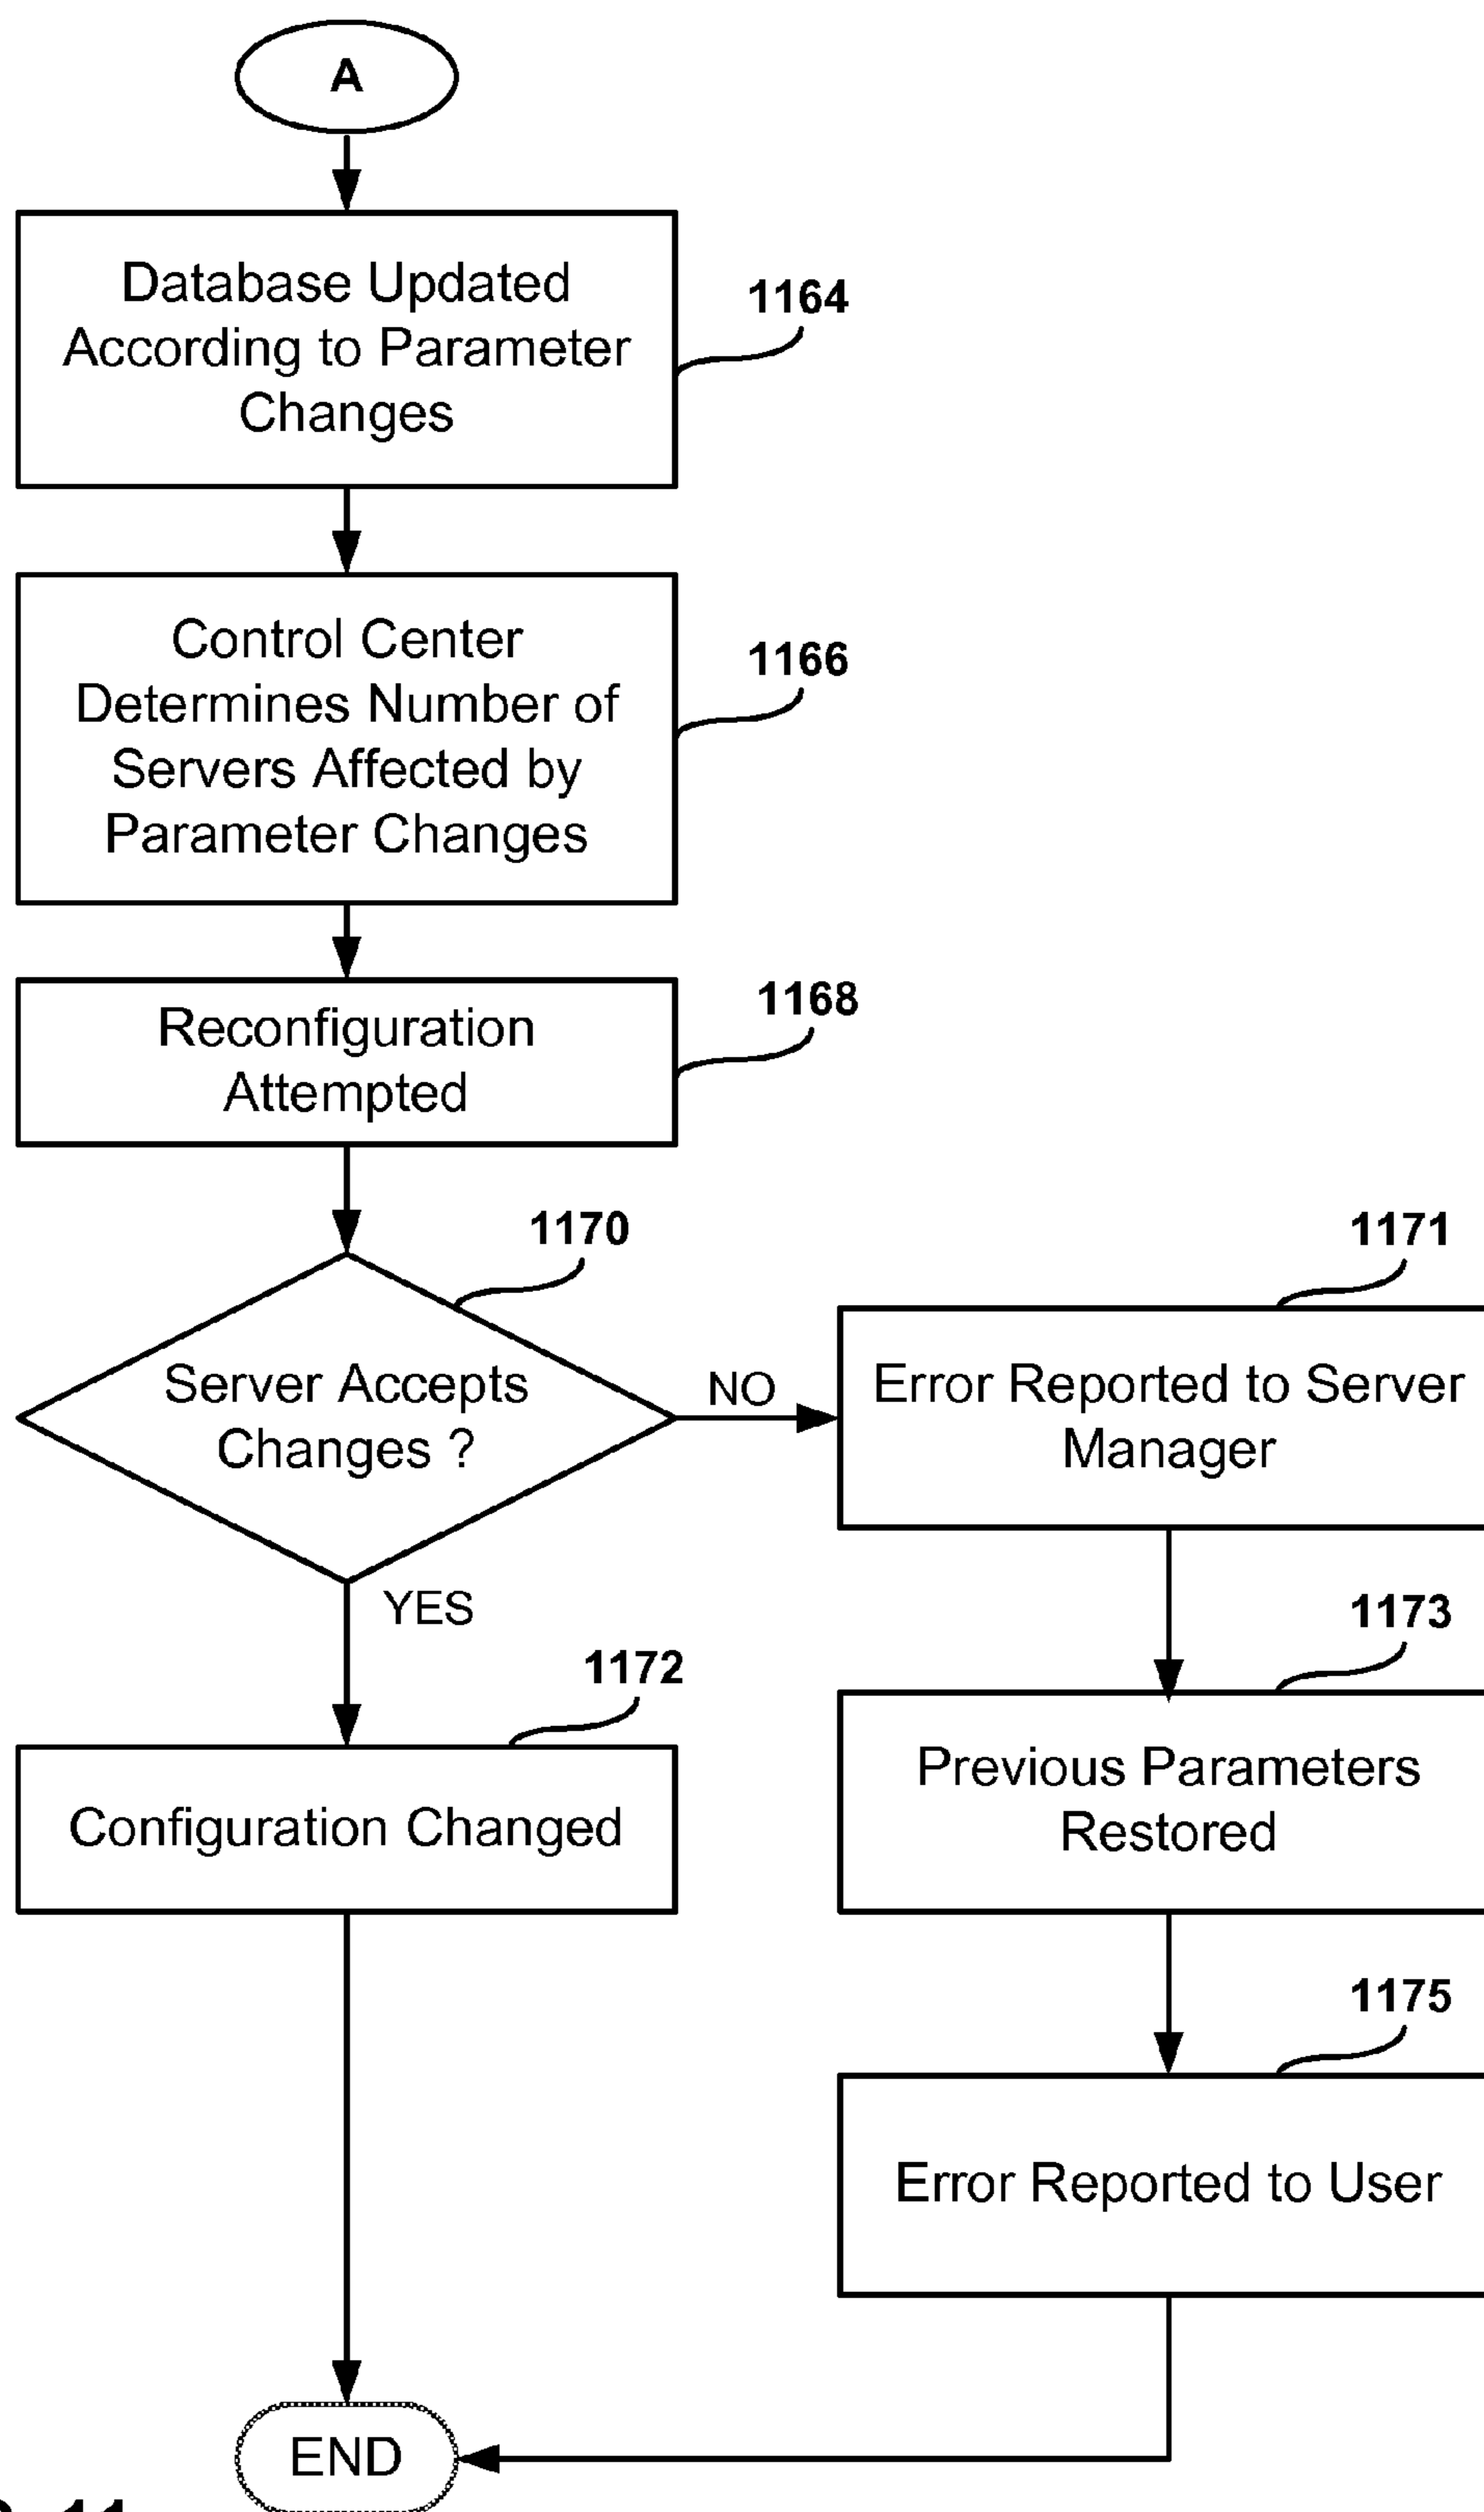 A
Database Updated
According to Parameter
Changes
1164
Control Center
Determines Number of
Servers Affected by
Parameter Changes
1166
Reconfiguration
Attempted
1168
1170
Server Accepts
Changes ?
NO
YES
1171
Error Reported to Server
Manager
1172
Configuration Changed
1173
Previous Parameters
Restored
1175
Error Reported to User
END